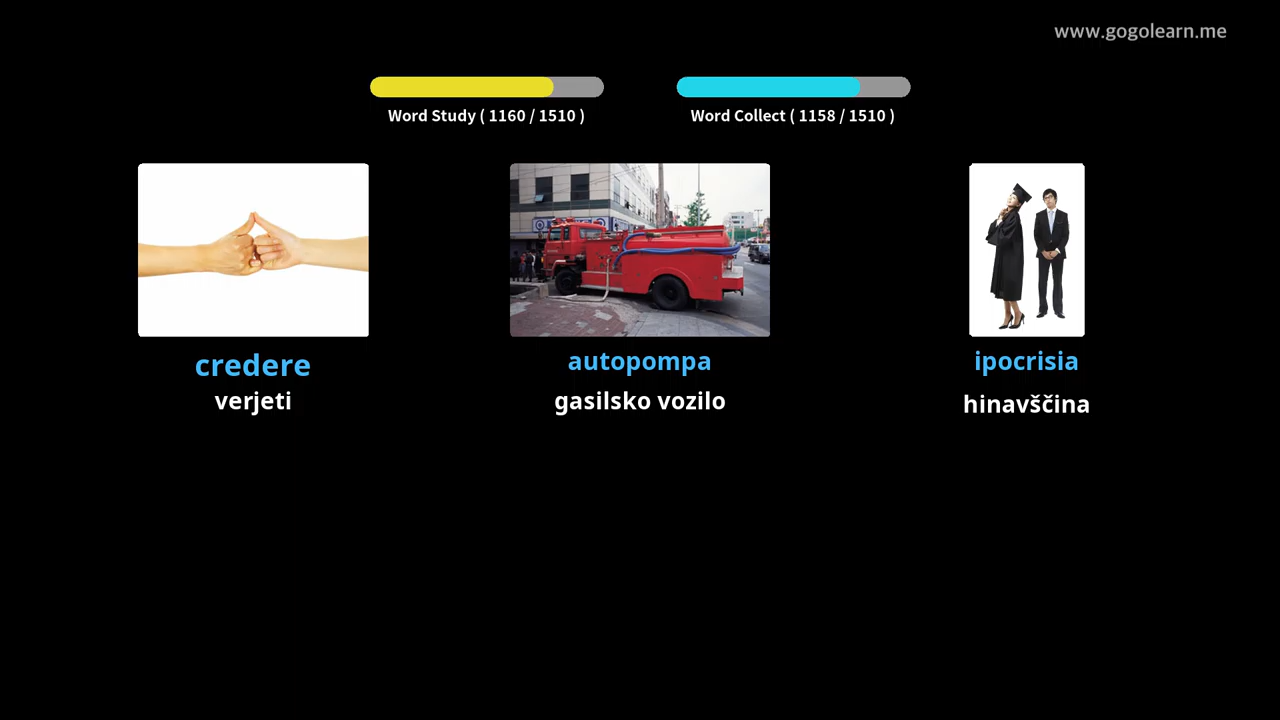 www.gogolearn.me
Word Study ( 1160 / 1510 )
Word Collect ( 1158 / 1510 )
credere
verjeti
autopompa
gasilsko vozilo
ipocrisia
hinavščina